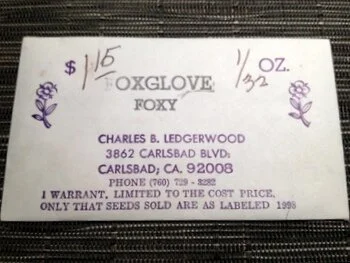 $ 1.15 1/32 OZ.
FOXGLOVE
FOXY
CHARLES B. LEDGERWOOD
3862 CARLSBAD BLVD:
CARLSBAD, CA. 92008
PHONE (760) 729 - 3282
I WARRANT, LIMITED TO THE COST PRICE,
ONLY THAT SEEDS SOLD ARE AS LABELED 1998